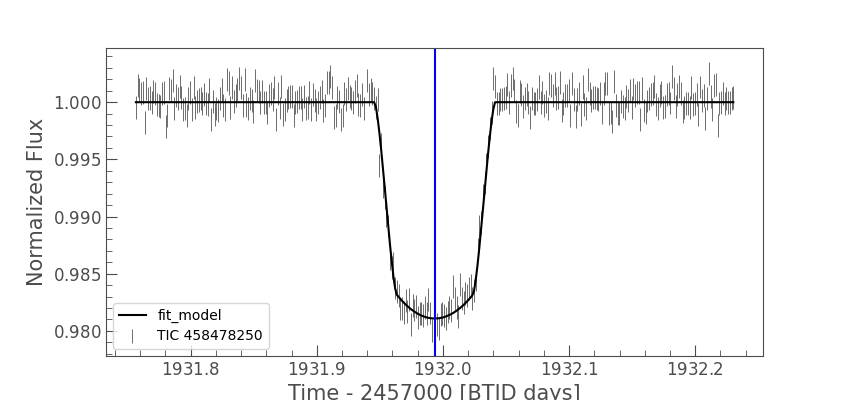 1.000
0.995
0.990
0.985
0.980
Normalized Flux
fit_model
TIC 458478250
1931.8 1931.9 1932.0 1932.1 1932.2
Time - 2457000 [BTJD days]